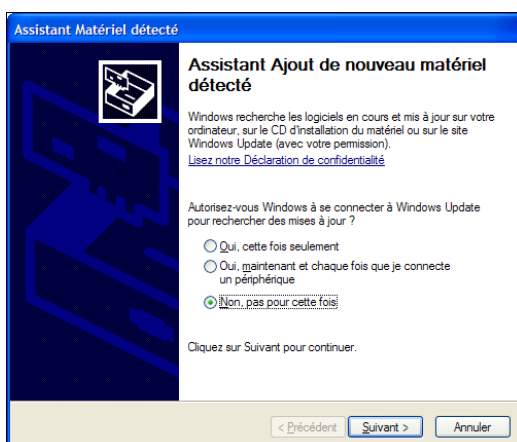 Assistant Matériel détecté
Assistant Ajout de nouveau matériel
détecté
Windows recherche les logiciels en cours et mis à jour sur votre
ordinateur, sur le CD d'installation du matériel ou sur le site
Windows Update (avec votre permission).
Lisez notre Déclaration de confidentialité
Autorisez-vous Windows à se connecter à Windows Update
pour rechercher des mises à jour ?
Oui, cette fois seulement
Oui, maintenant et chaque fois que je connecte
un périphérique
Non, pas pour cette fois
Cliquez sur Suivant pour continuer.
< Précédent
Suivant >
Annuler